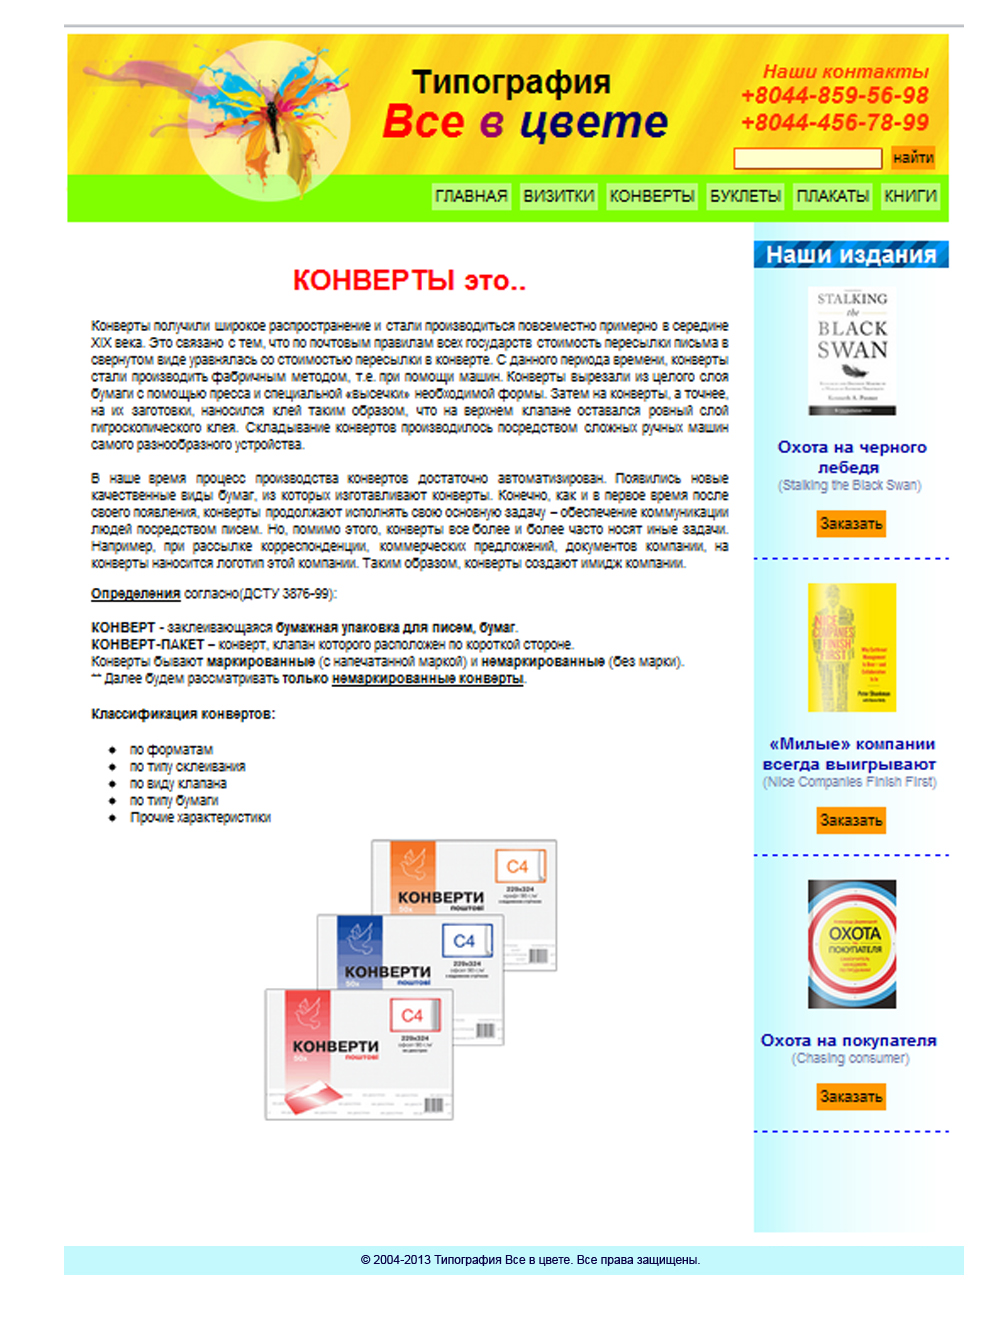 Типография
Все в цвете
Наши контакты
+8044-859-56-98
+8044-456-78-99
найти
ГЛАВНАЯ ВИЗИТКИ КОНВЕРТЫ БУКЛЕТЫ ПЛАКАТЫ КНИГИ
КОНВЕРТЫ это..
Конверты получили широкое распространение и стали производиться повсеместно примерно в середине
XIX века. Это связано с тем, что по почтовым правилам всех государств стоимость пересылки письма в
свернутом виде уравнялась со стоимостью пересылки в конверте. С данного периода времени, конверты
стали производить фабричным методом, т.е. при помощи машин. Конверты вырезали из целого слоя
бумаги с помощью пресса и специальной «высечки» необходимой формы. Затем на конверты, а точнее,
на их заготовки, наносился клей таким образом, что на верхнем клапане оставался ровный слой
гигроскопического клея. Складывание конвертов производилось посредством сложных ручных машин
самого разнообразного устройства.
В наше время процесс производства конвертов достаточно автоматизирован. Появились новые
качественные виды бумаг, из которых изготавливают конверты. Конечно, как и в первое время после
своего появления, конверты продолжают исполнять свою основную задачу – обеспечение коммуникации
людей посредством писем. Но, помимо этого, конверты все более и более часто носят иные задачи.
Например, при рассылке корреспонденции, коммерческих предложений, документов компании, на
конверты наносится логотип этой компании. Таким образом, конверты создают имидж компании.
Определения согласно(ДСТУ 3876-99):
КОНВЕРТ - заклеивающаяся бумажная упаковка для писем, бумаг.
КОНВЕРТ-ПАКЕТ – конверт, клапан которого расположен по короткой стороне.
Конверты бывают маркированные (с напечатанной маркой) и немаркированные (без марки).
** Далее будем рассматривать только немаркированные конверты.
Классификация конвертов:
● по форматам
● по типу склеивания
● по виду клапана
● по типу бумаги
● Прочие характеристики
C4
229x324
КОНВЕРТИ
поштові
50x
C4
229x324
КОНВЕРТИ
поштові
50x
C4
229x324
КОНВЕРТИ
поштові
50x
Наши издания
STALKING
the
BLACK
SWAN
Kenneth A. Posner
Охота на черного
лебедя
(Stalking the Black Swan)
Заказать
NICE
COMPANIES
FINISH
FIRST
Peter Shankman
«Милые» компании
всегда выигрывают
(Nice Companies Finish First)
Заказать
ОХОТА
НА
ПОКУПАТЕЛЯ
Охота на покупателя
(Chasing consumer)
Заказать
© 2004-2013 Типография Все в цвете. Все права защищены.